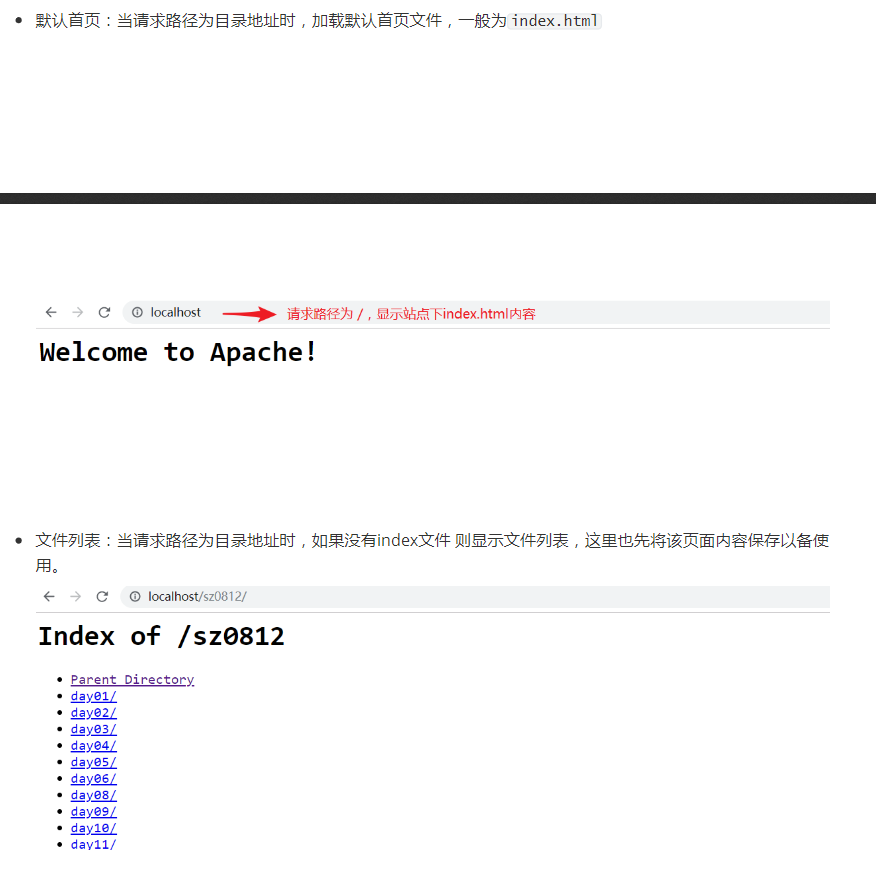 默认首页：当请求路径为目录地址时，加载默认首页文件，一般为 index.html
localhost 请求路径为 /，显示站点下index.html内容
Welcome to Apache!
文件列表：当请求路径为目录地址时，如果没有index文件 则显示文件列表，这里也先将该页面内容保存以备使
用。
localhost/sz0812/
Index of /sz0812
Parent Directory
day01/
day02/
day03/
day04/
day05/
day06/
day08/
day09/
day10/
day11/